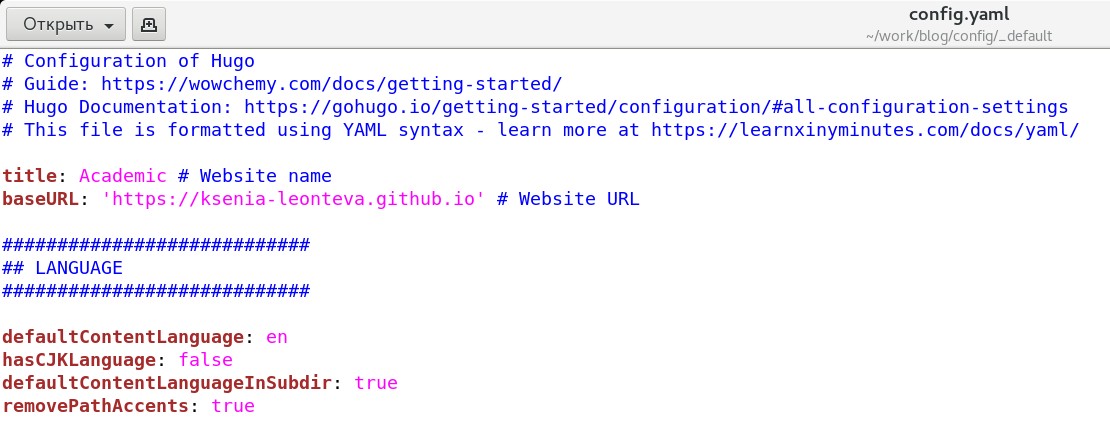 Открыть
config.yaml
~/work/blog/config/_default
# Configuration of Hugo
# Guide: https://wowchemy.com/docs/getting-started/
# Hugo Documentation: https://gohugo.io/getting-started/configuration/#all-configuration-settings
# This file is formatted using YAML syntax - learn more at https://learnxinyminutes.com/docs/yaml/
title: Academic # Website name
baseURL: 'https://ksenia-leonteva.github.io' # Website URL
############################
## LANGUAGE
############################
defaultContentLanguage: en
hasCJKLanguage: false
defaultContentLanguageInSubdir: true
removePathAccents: true